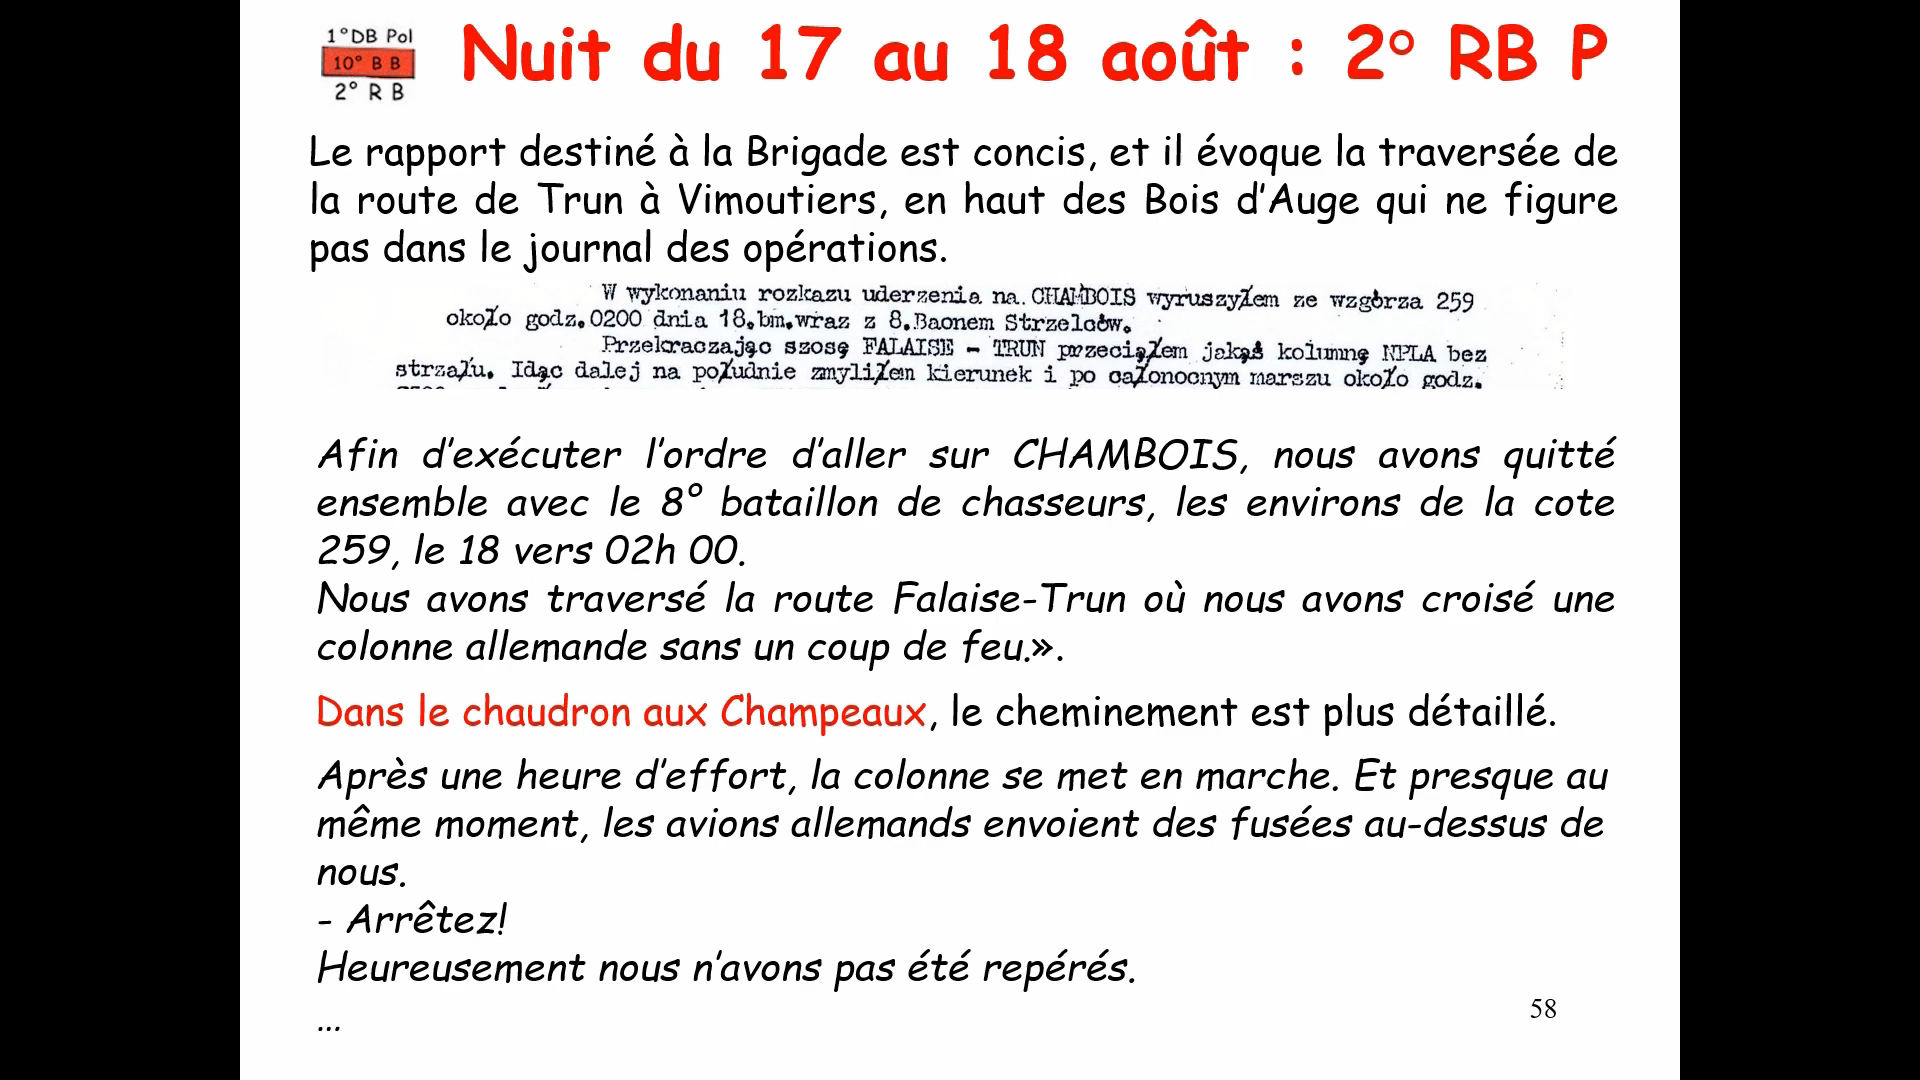 1°DB Pol
10° B B
2° R B
Nuit du 17 au 18 août : 2° RB P
Le rapport destiné à la Brigade est concis, et il évoque la traversée de
la route de Trun à Vimoutiers, en haut des Bois d’Auge qui ne figure
pas dans le journal des opérations.
W wykonaniu rozkazu uderzenia na CHAMBOIS wyruszyłem ze wzgórza 259
około godz.0200 dnia 18.bm.wraz z 8.Baonem Strzelców.
Przekraczając szosę FALAISE - TRUN przeciąłem jakąś kolumnę NPLA bez
strzału. Idąc dalej na południe zmyliłem kierunek i po całonocnym marszu około godz.
Afin d’exécuter l’ordre d’aller sur CHAMBOIS, nous avons quitté
ensemble avec le 8° bataillon de chasseurs, les environs de la cote
259, le 18 vers 02h 00.
Nous avons traversé la route Falaise-Trun où nous avons croisé une
colonne allemande sans un coup de feu.».
Dans le chaudron aux Champeaux, le cheminement est plus détaillé.
Après une heure d’effort, la colonne se met en marche. Et presque au
même moment, les avions allemands envoient des fusées au-dessus de
nous.
- Arrêtez!
Heureusement nous n’avons pas été repérés.
…
58